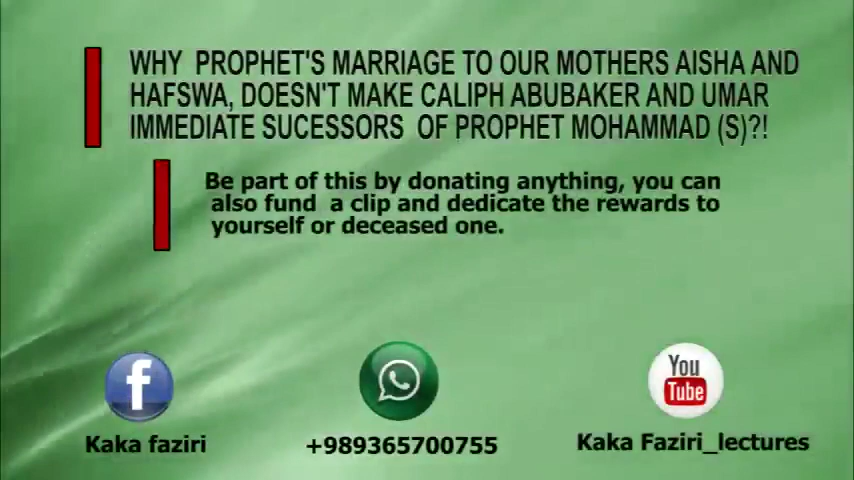 WHY PROPHET'S MARRIAGE TO OUR MOTHERS AISHA AND
HAFSWA, DOESN'T MAKE CALIPH ABUBAKER AND UMAR
IMMEDIATE SUCESSORS OF PROPHET MOHAMMAD (S)?!
Be part of this by donating anything, you can
also fund a clip and dedicate the rewards to
yourself or deceased one.
f
You
Tube
Kaka faziri
+989365700755
Kaka Faziri_lectures